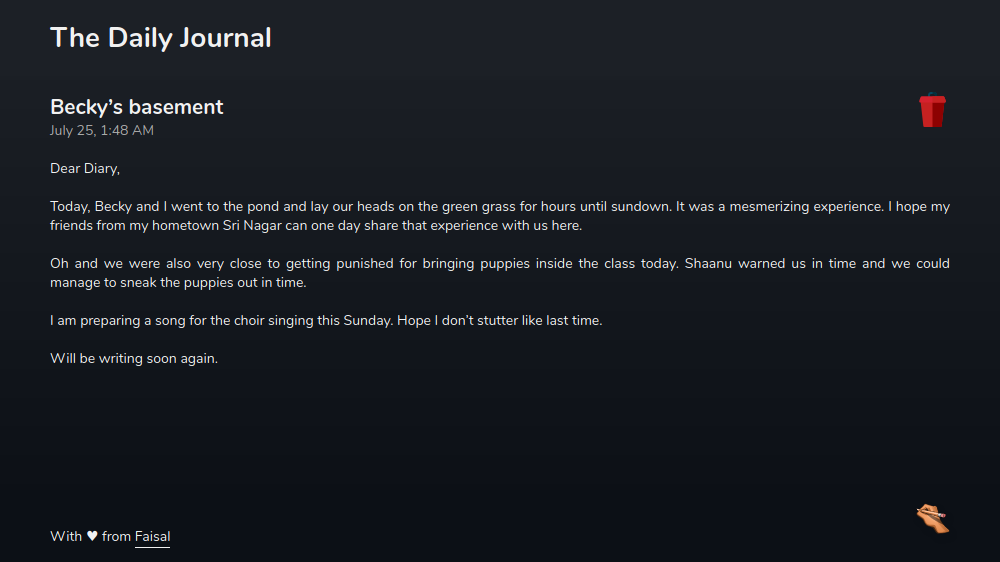 The Daily Journal
Becky’s basement
July 25, 1:48 AM
Dear Diary,
Today, Becky and I went to the pond and lay our heads on the green grass for hours until sundown. It was a mesmerizing experience. I hope my
friends from my hometown Sri Nagar can one day share that experience with us here.
Oh and we were also very close to getting punished for bringing puppies inside the class today. Shaanu warned us in time and we could
manage to sneak the puppies out in time.
I am preparing a song for the choir singing this Sunday. Hope I don’t stutter like last time.
Will be writing soon again.
With ♥ from Faisal